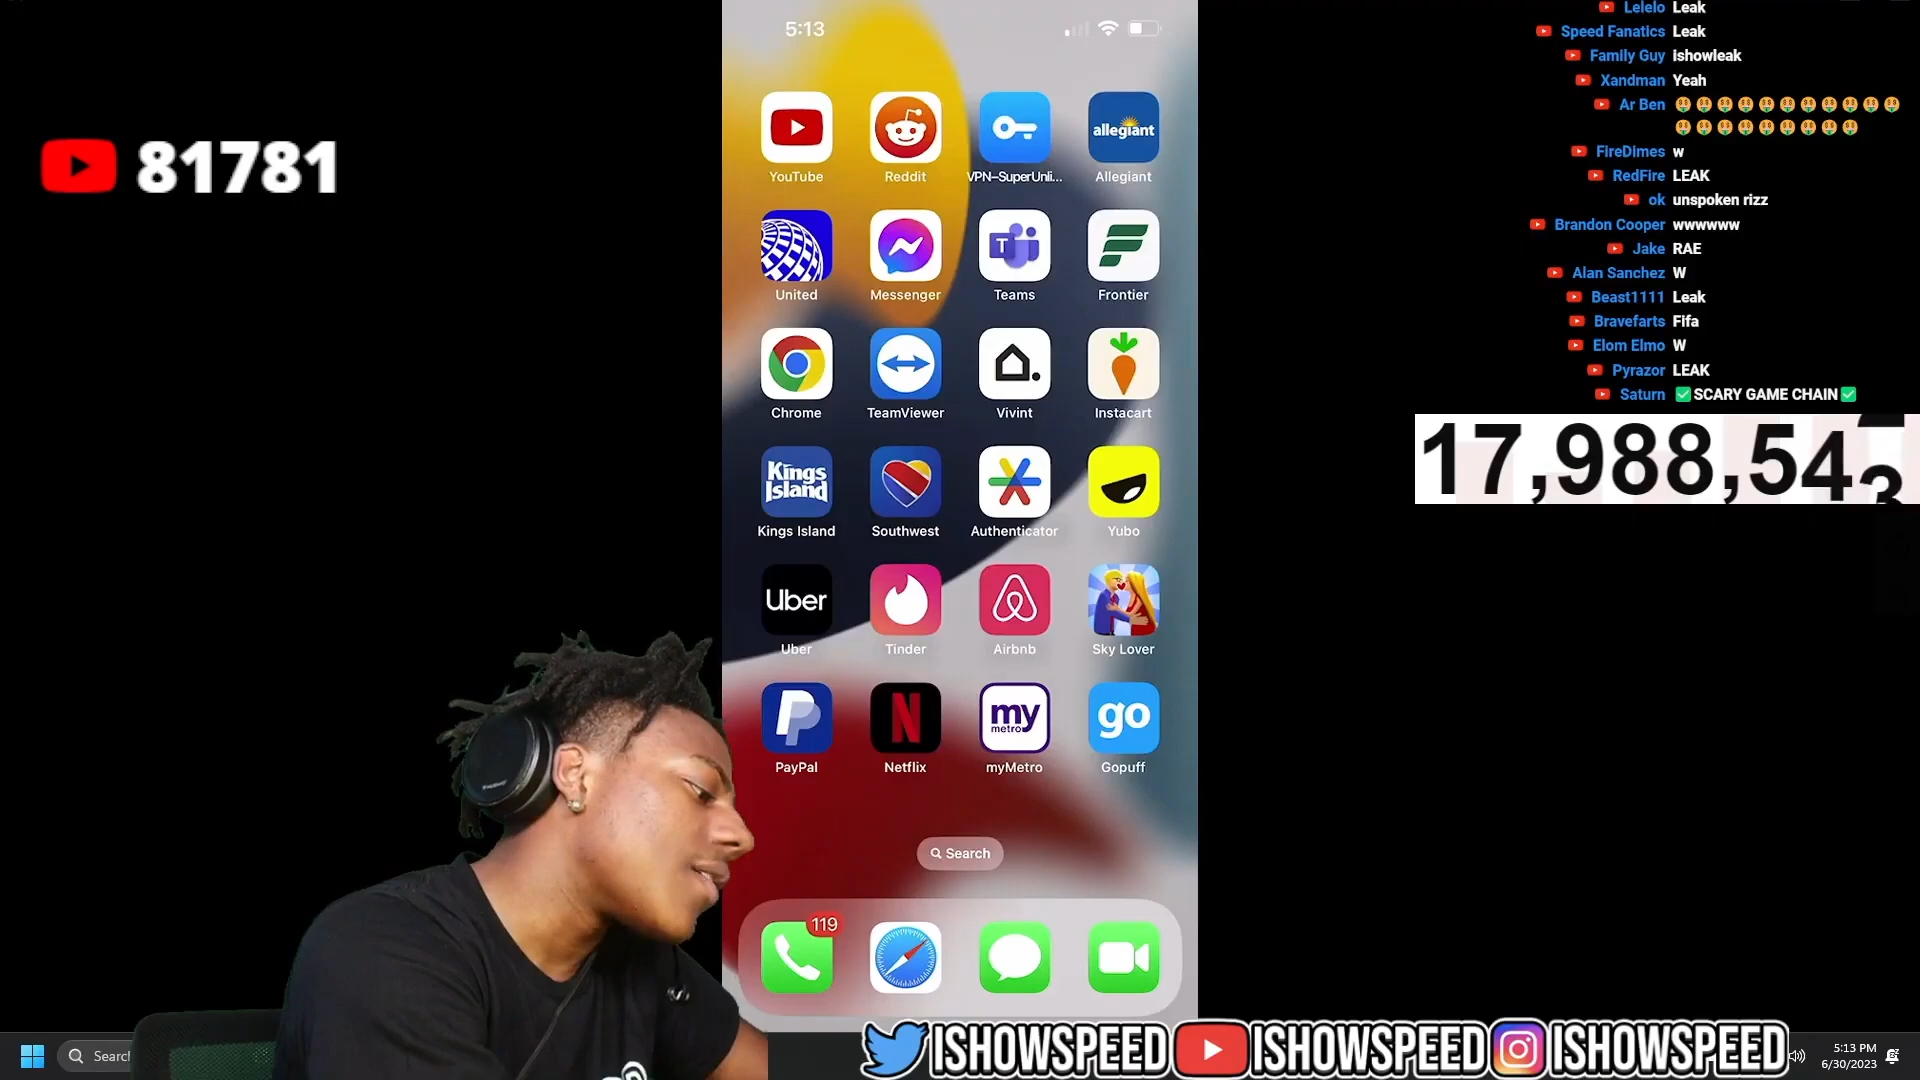 81781
5:13
YouTube
Reddit
VPN–SuperUnli...
allegiant
Allegiant
United
Messenger
T
Teams
Frontier
Chrome
TeamViewer
Vivint
Instacart
Kings
Island
Kings Island
Southwest
Authenticator
Yubo
Uber
Uber
Tinder
Airbnb
Sky Lover
PayPal
N
Netflix
my
metro
myMetro
go
Gopuff
Search
119
Lelelo Leak
Speed Fanatics Leak
Family Guy ishowleak
Xandman Yeah
Ar Ben
FireDimes w
RedFire LEAK
ok unspoken rizz
Brandon Cooper wwwwww
Jake RAE
Alan Sanchez W
Beast1111 Leak
Bravefarts Fifa
Elom Elmo W
Pyrazor LEAK
Saturn ✅SCARY GAME CHAIN✅
17,988,543
ISHOWSPEED ISHOWSPEED ISHOWSPEED
Search
5:13 PM
6/30/2023